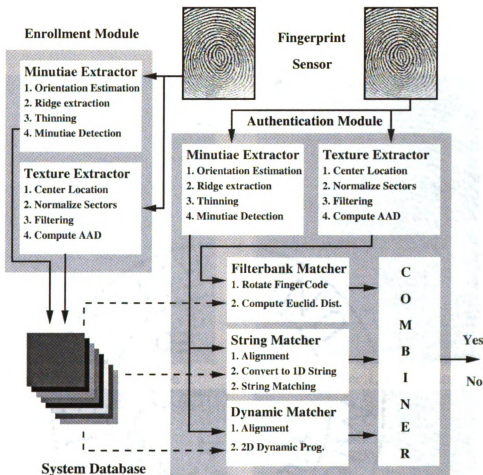 Enrollment Module
Fingerprint
Sensor
Minutiae Extractor
1. Orientation Estimation
2. Ridge extraction
3. Thinning
4. Minutiae Detection
Texture Extractor
1. Center Location
2. Normalize Sectors
3. Filtering
4. Compute AAD
Authentication Module
Minutiae Extractor
1. Orientation Estimation
2. Ridge extraction
3. Thinning
4. Minutiae Detection
Texture Extractor
1. Center Location
2. Normalize Sectors
3. Filtering
4. Compute AAD
Filterbank Matcher
1. Rotate FingerCode
2. Compute Euclid. Dist.
String Matcher
1. Alignment
2. Convert to 1D String
2. String Matching
Dynamic Matcher
1. Alignment
2. 2D Dynamic Prog.
C
O
M
B
I
N
E
R
Yes
No
System Database